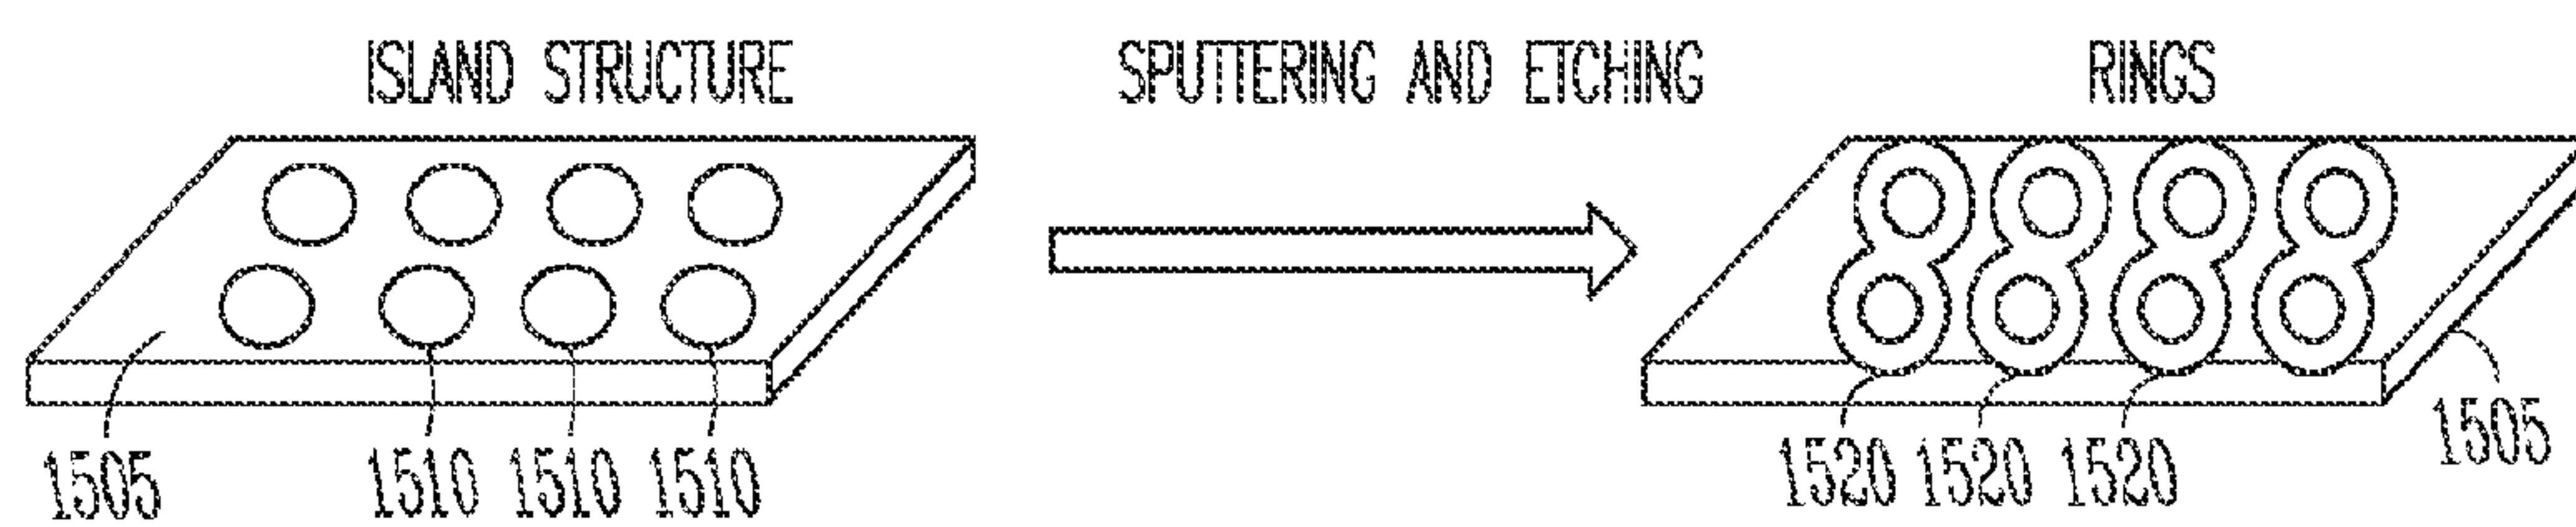 ISLAND STRUCTURE SPUTTERING AND ETCHING RINGS
1505 1510 1510 1510 1520 1520 1520 1505